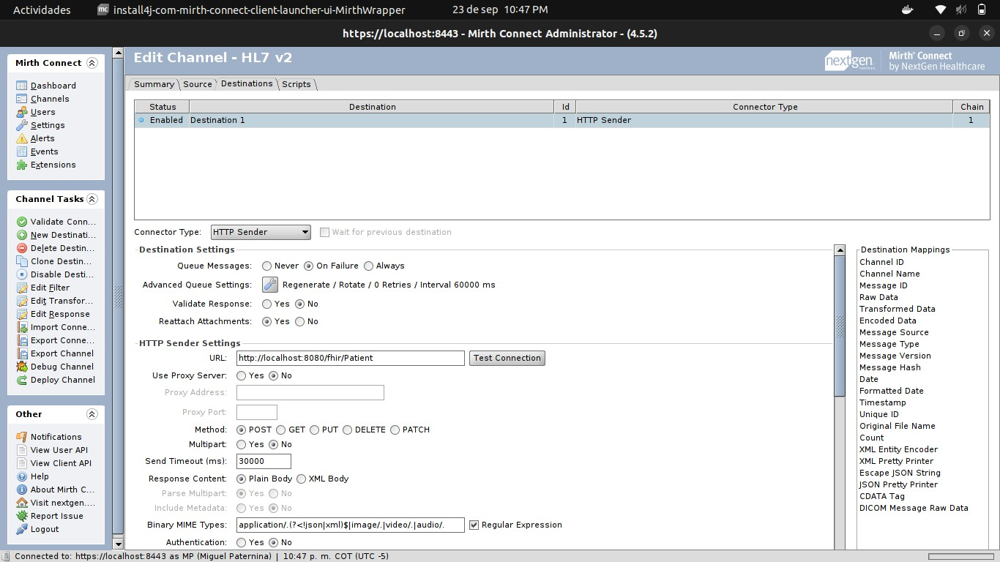 Actividades install4j-com-mirth-connect-client-launcher-ui-MirthWrapper 23 de sep 10:47 PM
https://localhost:8443 - Mirth Connect Administrator - (4.5.2)
Mirth Connect
Dashboard
Channels
Users
Settings
Alerts
Events
Extensions
Channel Tasks
Validate Conn...
New Destinati...
Delete Destin...
Clone Destin...
Disable Desti...
Edit Filter
Edit Transfor...
Edit Response
Import Conne...
Export Conne...
Export Channel
Debug Channel
Deploy Channel
Other
Notifications
View User API
View Client API
Help
About Mirth C...
Visit nextgen....
Report Issue
Logout
Edit Channel - HL7 v2
nextgen healthcare
Mirth® Connect
by NextGen Healthcare
Summary Source Destinations Scripts
Status Destination Id Connector Type Chain
Enabled Destination 1 1 HTTP Sender 1
Connector Type: HTTP Sender Wait for previous destination
Destination Settings
Queue Messages: Never On Failure Always
Advanced Queue Settings: Regenerate / Rotate / 0 Retries / Interval 60000 ms
Validate Response: Yes No
Reattach Attachments: Yes No
HTTP Sender Settings
URL: http://localhost:8080/fhir/Patient Test Connection
Use Proxy Server: Yes No
Proxy Address:
Proxy Port:
Method: POST GET PUT DELETE PATCH
Multipart: Yes No
Send Timeout (ms): 30000
Response Content: Plain Body XML Body
Parse Multipart: Yes No
Include Metadata: Yes No
Binary MIME Types: application/.(?<!json|xml)$|image/.|video/.|audio/. Regular Expression
Authentication: Yes No
Destination Mappings
Channel ID
Channel Name
Message ID
Raw Data
Transformed Data
Encoded Data
Message Source
Message Type
Message Version
Message Hash
Date
Formatted Date
Timestamp
Unique ID
Original File Name
Count
XML Entity Encoder
XML Pretty Printer
Escape JSON String
JSON Pretty Printer
CDATA Tag
DICOM Message Raw Data
Connected to: https://localhost:8443 as MP (Miguel Paternina) | 10:47 p. m. COT (UTC -5)